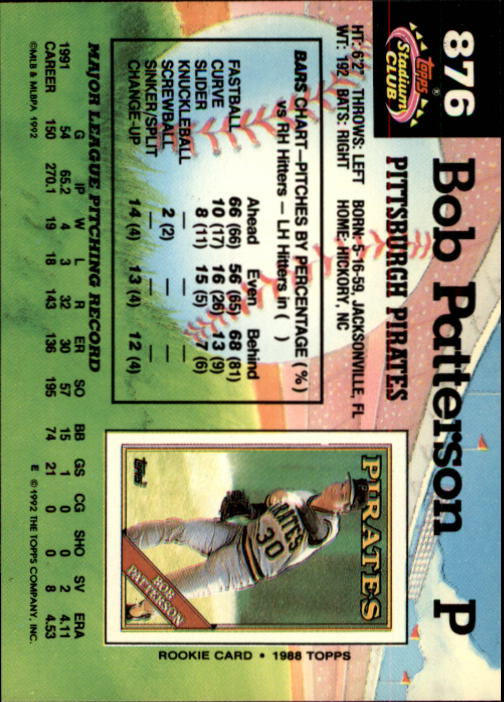 876
Topps
®
Stadium
CLUB
Bob Patterson P
PITTSBURGH PIRATES
HT: 6'2" THROWS: LEFT BORN: 5-16-59, JACKSONVILLE, FL
WT: 192 BATS: RIGHT HOME: HICKORY, NC
BARS CHART—PITCHES BY PERCENTAGE (%)
vs RH Hitters — LH Hitters in ( )
Ahead Even Behind
FASTBALL 66 (66) 56 (65) 68 (81)
CURVE 10 (17) 16 (26) 13 (9)
SLIDER 8 (11) 15 (5) 7 (6)
KNUCKLEBALL — — —
SCREWBALL 2 (2) — —
SINKER/SPLIT — — —
CHANGE-UP 14 (4) 13 (4) 12 (4)
PIRATES
PIRATES
30
BOB
PATTERSON
Topps
ROOKIE CARD • 1988 TOPPS
MAJOR LEAGUE PITCHING RECORD
G IP W L R ER SO BB GS CG SHO SV ERA
1991 54 65.2 4 3 32 30 57 15 1 0 0 2 4.11
CAREER 150 270.1 19 18 143 136 195 74 21 0 0 8 4.53
©MLB & MLBPA 1992
E ©1992 THE TOPPS COMPANY, INC.